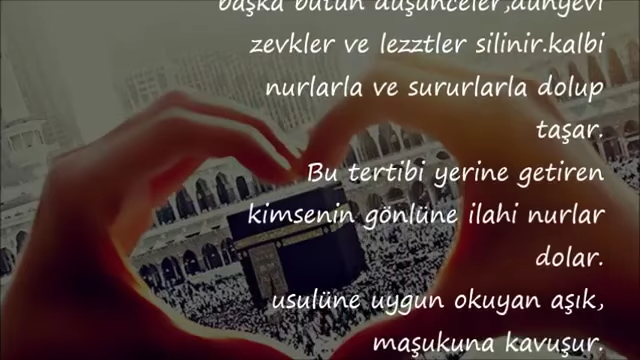 başka bütün düşünceler,dünyevi
zevkler ve lezztler silinir.kalbi
nurlarla ve sururlarla dolup
taşar.
Bu tertibi yerine getiren
kimsenin gönlüne ilahi nurlar
dolar.
usulüne uygun okuyan aşık,
maşukuna kavuşur.